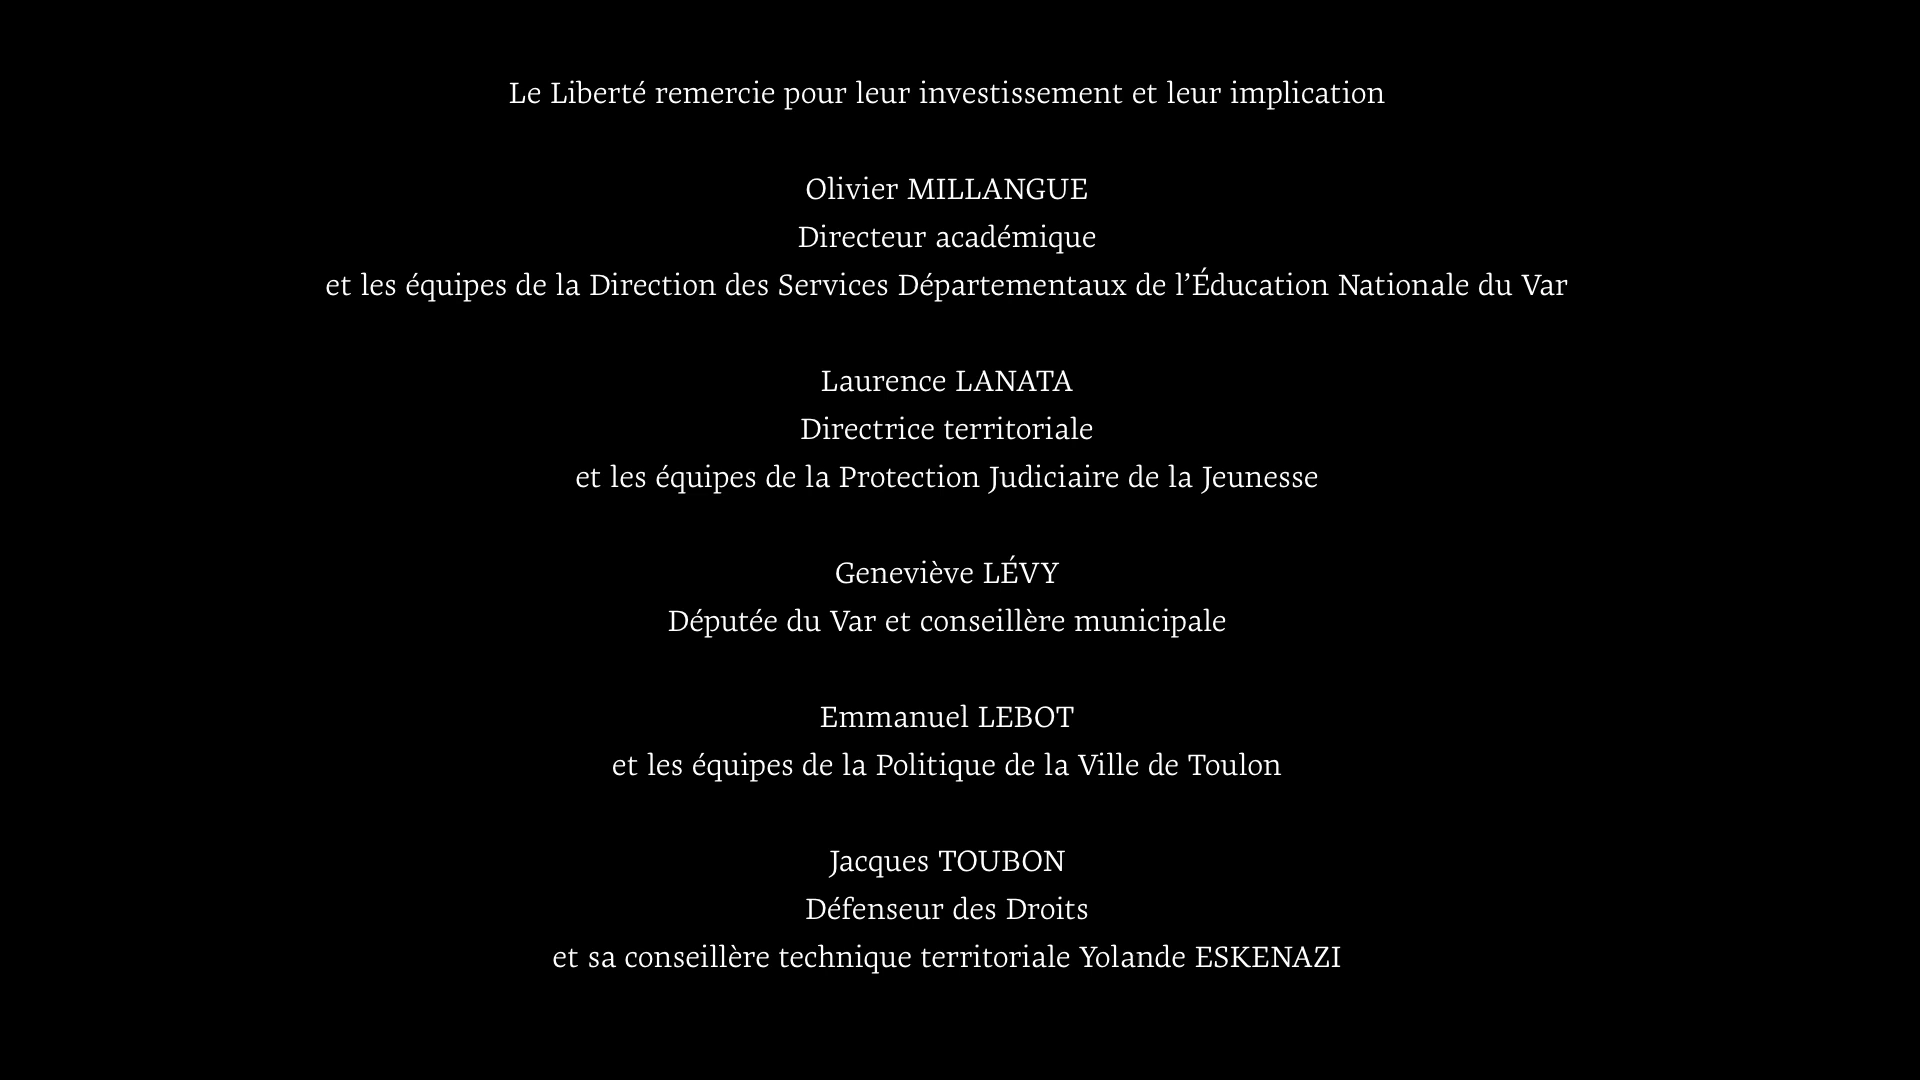 Le Liberté remercie pour leur investissement et leur implication
Olivier MILLANGUE
Directeur académique
et les équipes de la Direction des Services Départementaux de l’Éducation Nationale du Var
Laurence LANATA
Directrice territoriale
et les équipes de la Protection Judiciaire de la Jeunesse
Geneviève LÉVY
Députée du Var et conseillère municipale
Emmanuel LEBOT
et les équipes de la Politique de la Ville de Toulon
Jacques TOUBON
Défenseur des Droits
et sa conseillère technique territoriale Yolande ESKENAZI